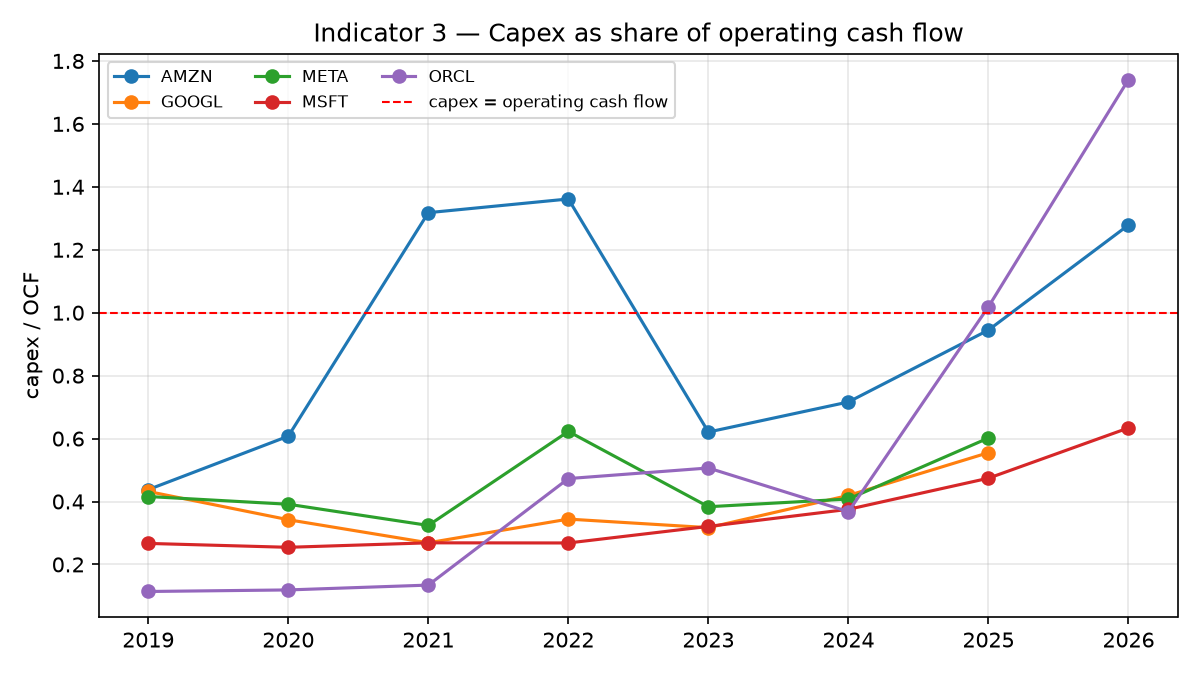 Indicator 3 — Capex as share of operating cash flow
AMZN
GOOGL
META
MSFT
ORCL
capex = operating cash flow
capex / OCF
1.8
1.6
1.4
1.2
1.0
0.8
0.6
0.4
0.2
2019 2020 2021 2022 2023 2024 2025 2026